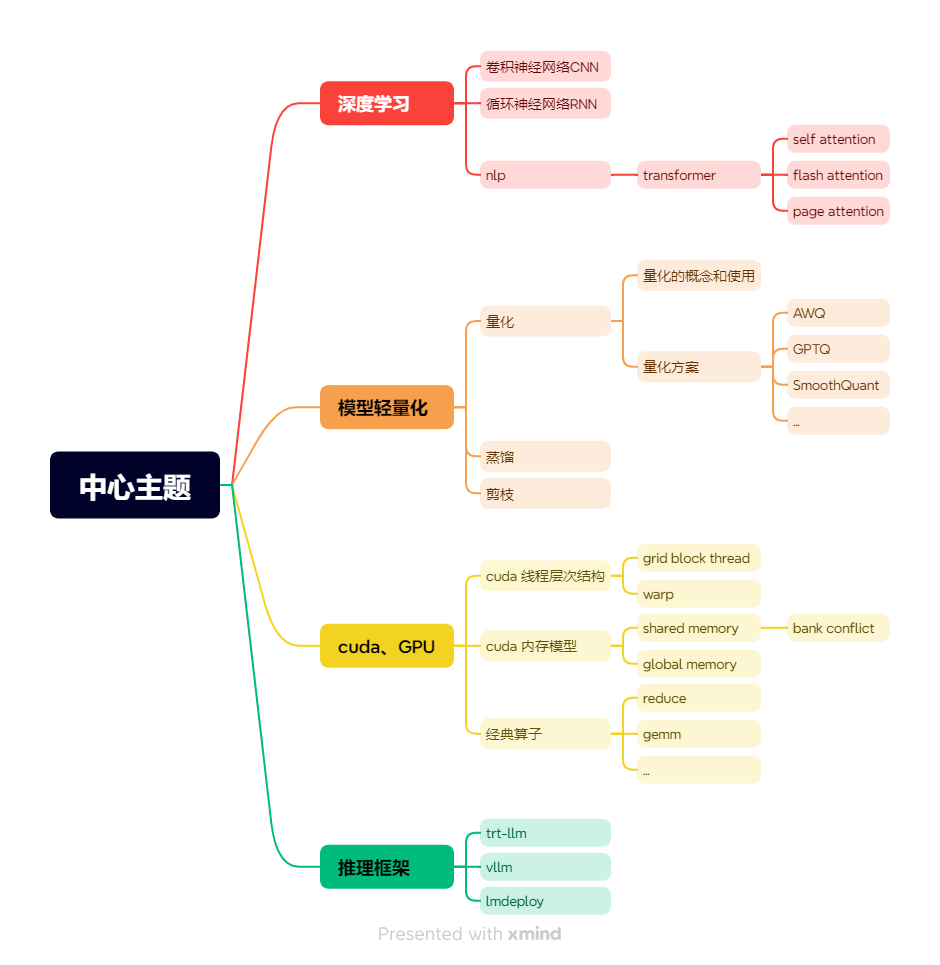 中心主题
深度学习
卷积神经网络CNN
循环神经网络RNN
nlp
transformer
self attention
flash attention
page attention
模型轻量化
量化
量化的概念和使用
量化方案
AWQ
GPTQ
SmoothQuant
...
蒸馏
剪枝
cuda、GPU
cuda 线程层次结构
grid block thread
warp
cuda 内存模型
shared memory
bank conflict
global memory
经典算子
reduce
gemm
...
推理框架
trt-llm
vllm
lmdeploy
Presented with xmind